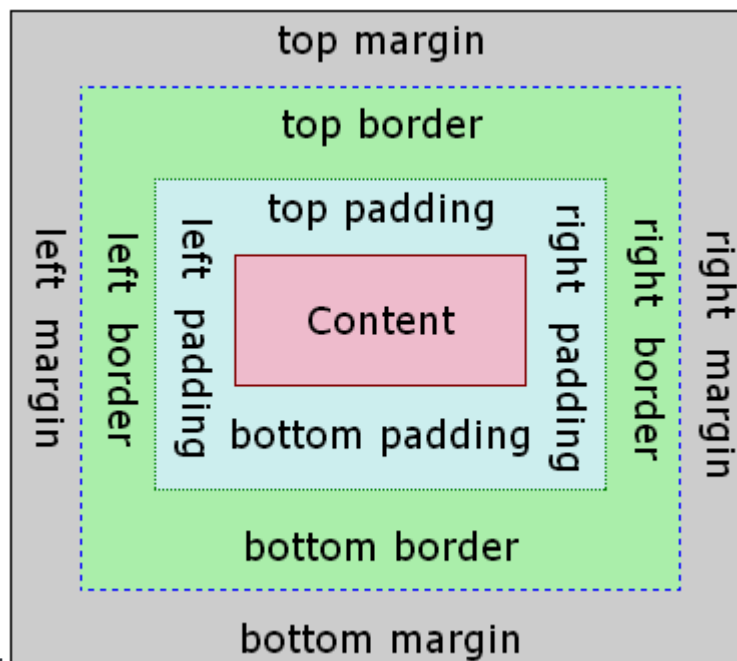 top margin
top border
top padding
left margin
left border
left padding
Content
right padding
right border
right margin
bottom padding
bottom border
bottom margin